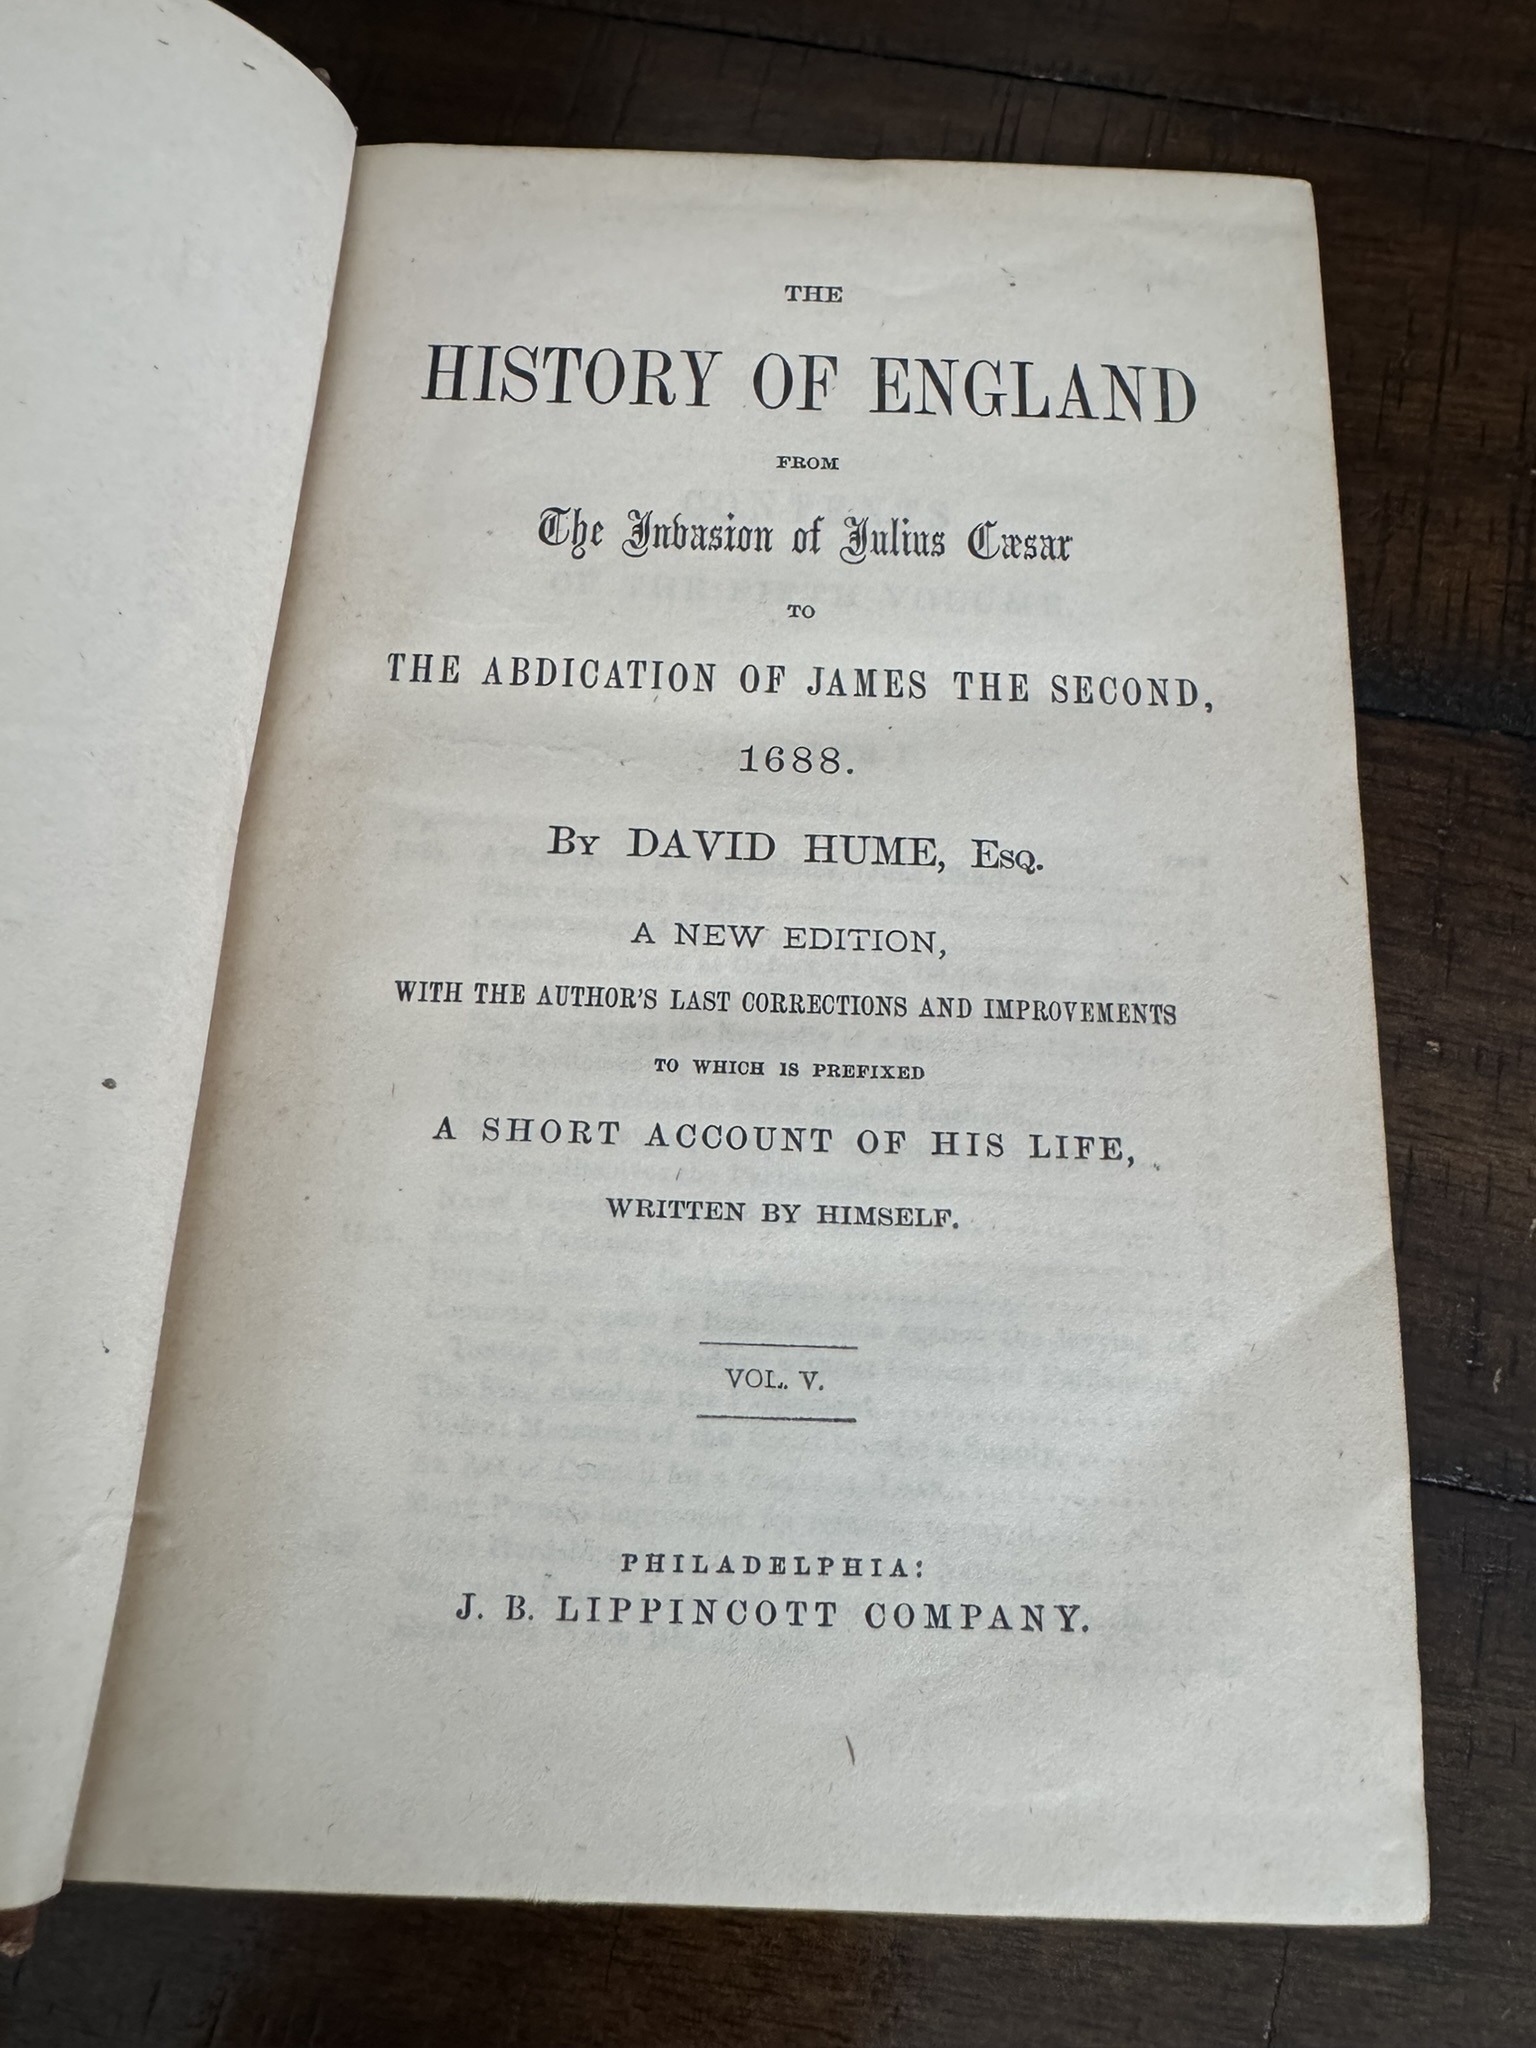 THE
HISTORY OF ENGLAND
FROM
The Invasion of Julius Cæsar
TO
THE ABDICATION OF JAMES THE SECOND,
1688.
By DAVID HUME, Esq.
A NEW EDITION,
WITH THE AUTHOR'S LAST CORRECTIONS AND IMPROVEMENTS
TO WHICH IS PREFIXED
A SHORT ACCOUNT OF HIS LIFE,
WRITTEN BY HIMSELF.
VOL. V.
PHILADELPHIA:
J. B. LIPPINCOTT COMPANY.